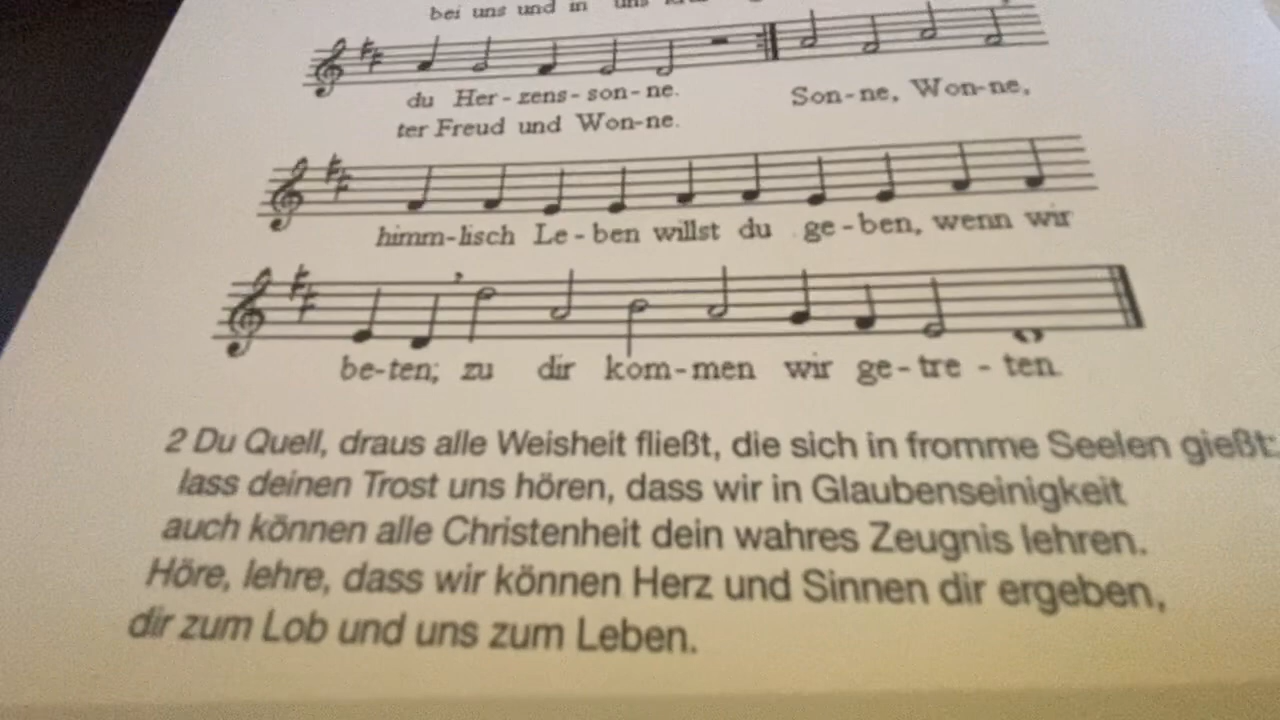 bei uns und in uns
du Her-zens-son-ne. Son-ne, Won-ne,
ter Freud und Won-ne.
himm-lisch Le-ben willst du ge-ben, wenn wir
be-ten; zu dir kom-men wir ge-tre-ten.
2 Du Quell, draus alle Weisheit fließt, die sich in fromme Seelen gießt:
lass deinen Trost uns hören, dass wir in Glaubenseinigkeit
auch können alle Christenheit dein wahres Zeugnis lehren.
Höre, lehre, dass wir können Herz und Sinnen dir ergeben,
dir zum Lob und uns zum Leben.